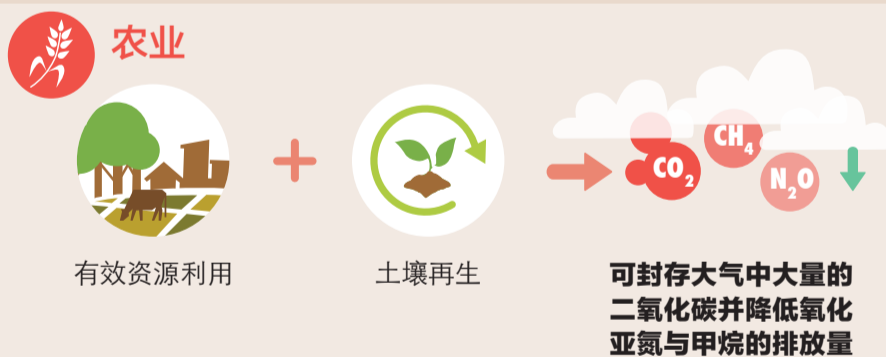 农业
CO2
CH4
N2O
有效资源利用
土壤再生
可封存大气中大量的
二氧化碳并降低氧化
亚氮与甲烷的排放量